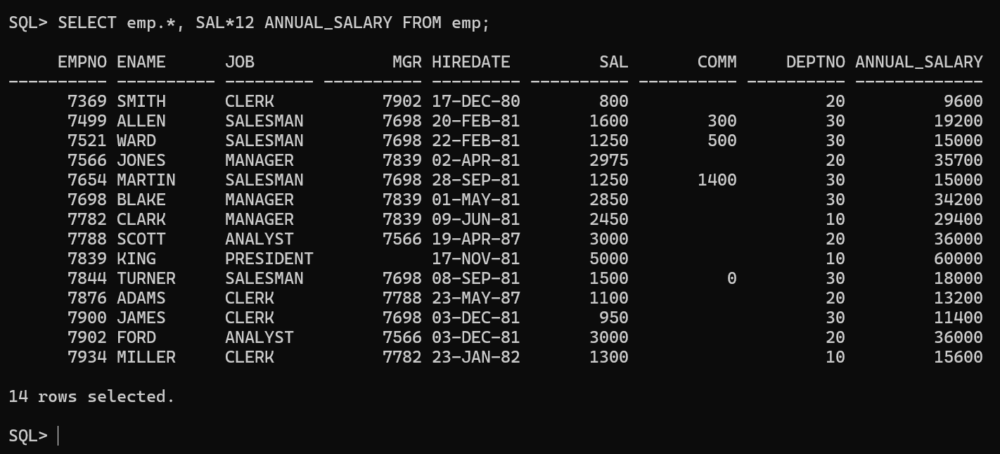 SQL> SELECT emp.*, SAL*12 ANNUAL_SALARY FROM emp;
     EMPNO ENAME      JOB              MGR HIREDATE         SAL       COMM     DEPTNO ANNUAL_SALARY
---------- ---------- --------- ---------- --------- ---------- ---------- ---------- -------------
      7369 SMITH      CLERK           7902 17-DEC-80        800                    20          9600
      7499 ALLEN      SALESMAN        7698 20-FEB-81       1600        300         30         19200
      7521 WARD       SALESMAN        7698 22-FEB-81       1250        500         30         15000
      7566 JONES      MANAGER         7839 02-APR-81       2975                    20         35700
      7654 MARTIN     SALESMAN        7698 28-SEP-81       1250       1400         30         15000
      7698 BLAKE      MANAGER         7839 01-MAY-81       2850                    30         34200
      7782 CLARK      MANAGER         7839 09-JUN-81       2450                    10         29400
      7788 SCOTT      ANALYST         7566 19-APR-87       3000                    20         36000
      7839 KING       PRESIDENT            17-NOV-81       5000                    10         60000
      7844 TURNER     SALESMAN        7698 08-SEP-81       1500          0         30         18000
      7876 ADAMS      CLERK           7788 23-MAY-87       1100                    20         13200
      7900 JAMES      CLERK           7698 03-DEC-81        950                    30         11400
      7902 FORD       ANALYST         7566 03-DEC-81       3000                    20         36000
      7934 MILLER     CLERK           7782 23-JAN-82       1300                    10         15600
14 rows selected.
SQL>